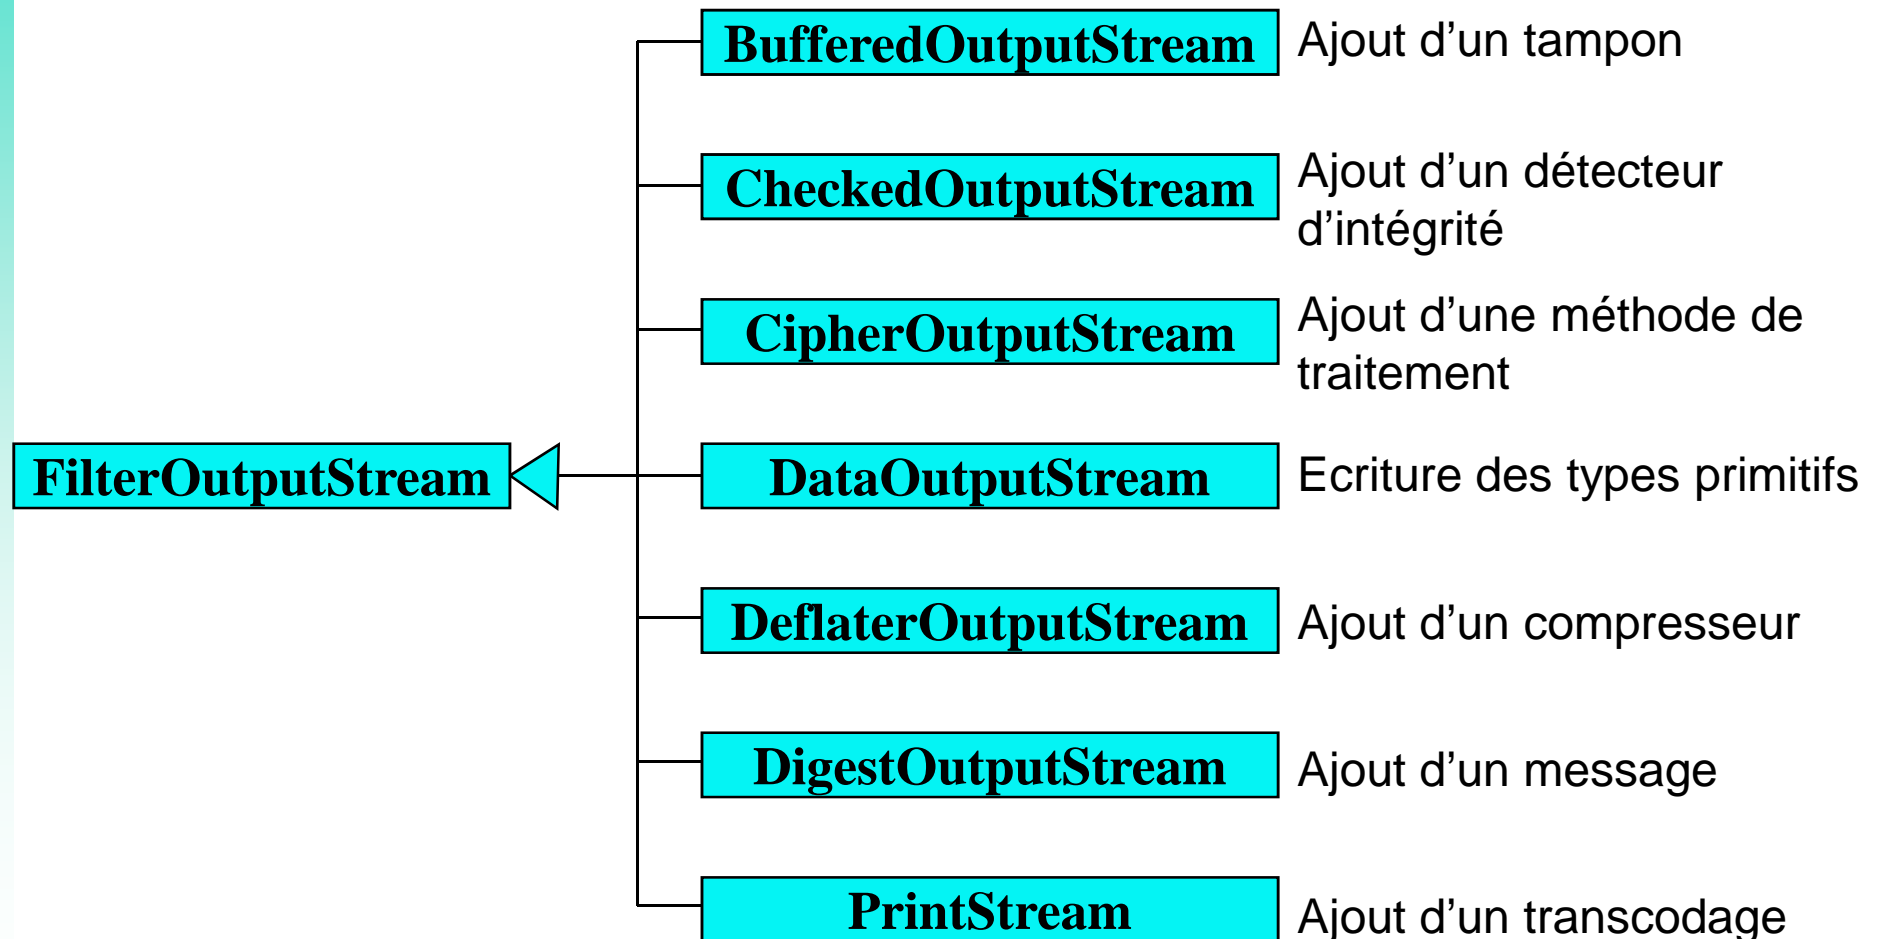 BufferedOutputStream
Ajout d’un tampon
CheckedOutputStream
Ajout d’un détecteur
d’intégrité
CipherOutputStream
Ajout d’une méthode de
traitement
FilterOutputStream
DataOutputStream
Ecriture des types primitifs
DeflaterOutputStream
Ajout d’un compresseur
DigestOutputStream
Ajout d’un message
PrintStream
Ajout d’un transcodage